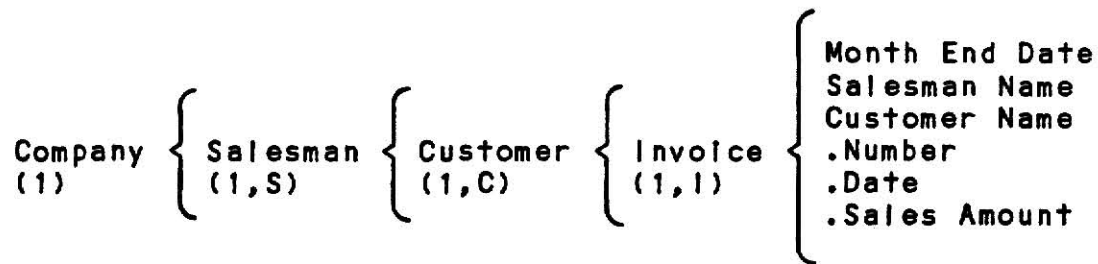 Month End Date
Salesman Name
Customer Name
Company { Salesman { Customer { Invoice { .Number
(1) (1,S) (1,C) (1,I) .Date
.Sales Amount